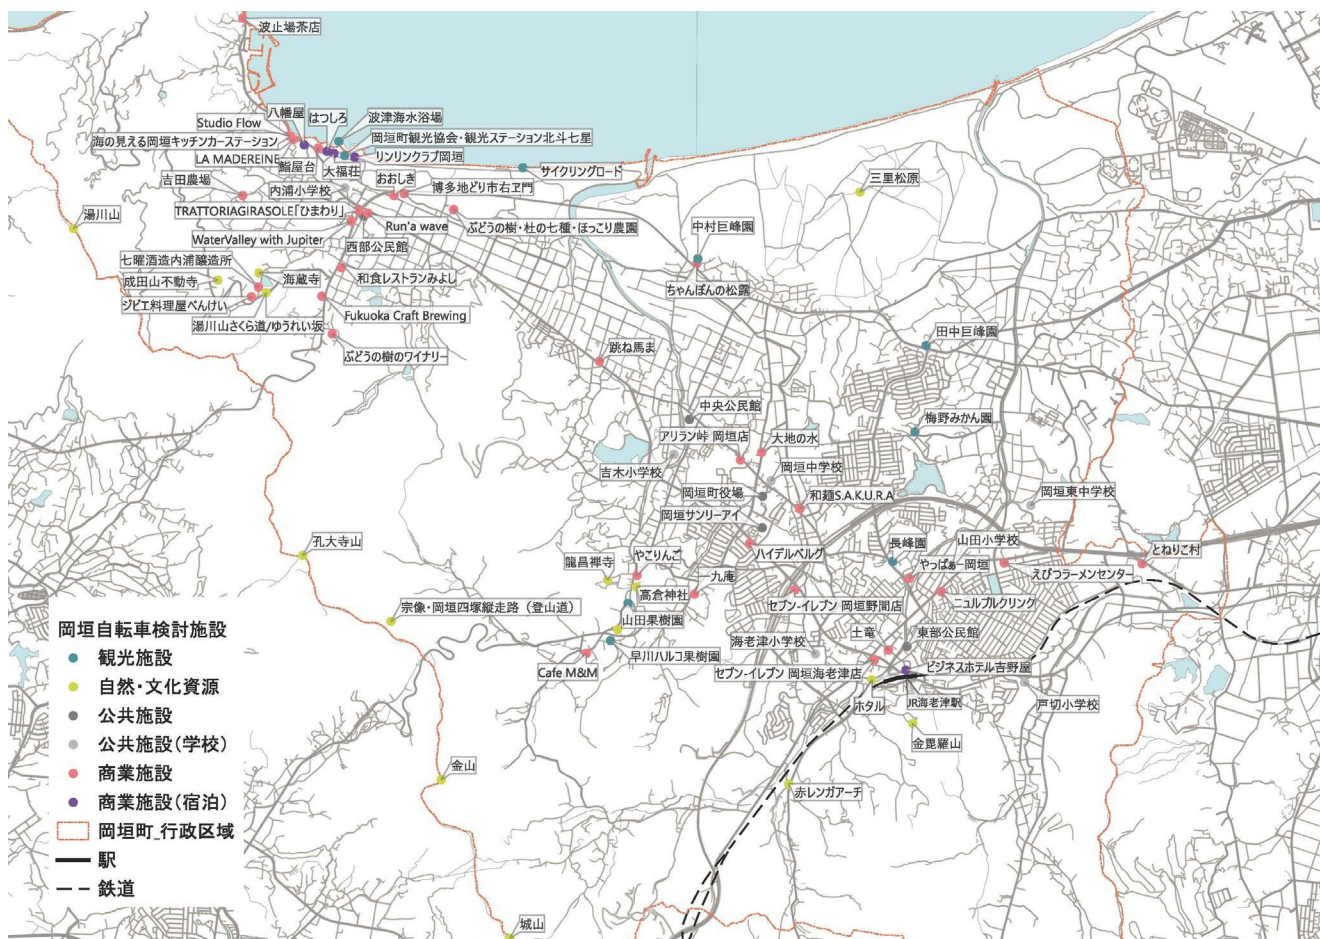 波止場茶店
八幡屋
はつしろ
波津海水浴場
Studio Flow
岡垣町観光協会・観光ステーション北斗七星
海の見える岡垣キッチンカーステーション
LA MADEREINE
鮨屋台
大福荘
リンリンクラブ岡垣
サイクリングロード
吉田農場
内浦小学校
おおしき
博多地どり市右ヱ門
三里松原
湯川山
TRATTORIAGIRASOLE「ひまわり」
Run'a wave
ぶどうの樹・杜の七種・ほっこり農園
中村巨峰園
WaterValley with Jupiter
西部公民館
七曜酒造内浦醸造所
成田山不動寺
海蔵寺
和食レストランみよし
ちゃんぽんの松露
ジビエ料理屋べんけい
Fukuoka Craft Brewing
湯川山さくら道/ゆうれい坂
田中巨峰園
ぶどうの樹のワイナリー
跳ね馬ま
中央公民館
梅野みかん園
アリラン峠 岡垣店
大地の水
吉木小学校
岡垣中学校
岡垣町役場
和麺S.A.K.U.R.A
岡垣東中学校
岡垣サンリーアイ
孔大寺山
ハイデルベルグ
長峰園
山田小学校
とねりこ村
龍昌禅寺
やこりんご
九庵
やっぱぁー岡垣
えびつラーメンセンター
高倉神社
セブン-イレブン 岡垣野間店
ニュルブルクリンク
宗像・岡垣四塚縦走路（登山道）
山田果樹園
海老津小学校
土竜
東部公民館
早川ハルコ果樹園
Cafe M&M
セブン-イレブン 岡垣海老津店
ビジネスホテル吉野屋
ホタル
JR海老津駅
戸切小学校
金毘羅山
金山
赤レンガアーチ
城山
岡垣自転車検討施設
観光施設
自然・文化資源
公共施設
公共施設（学校）
商業施設
商業施設（宿泊）
岡垣町_行政区域
駅
鉄道